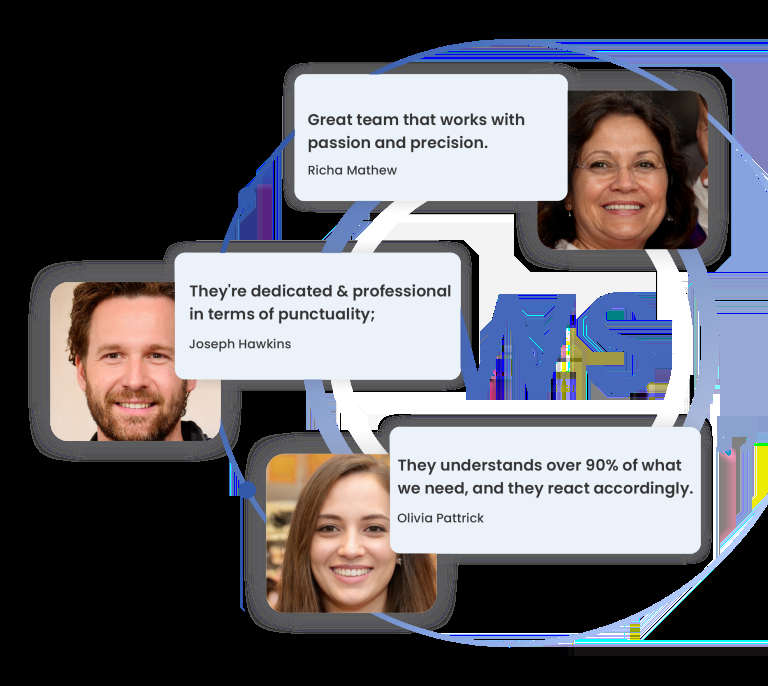 Great team that works with
passion and precision.
Richa Mathew
They're dedicated & professional
in terms of punctuality;
Joseph Hawkins
They understands over 90% of what
we need, and they react accordingly.
Olivia Pattrick